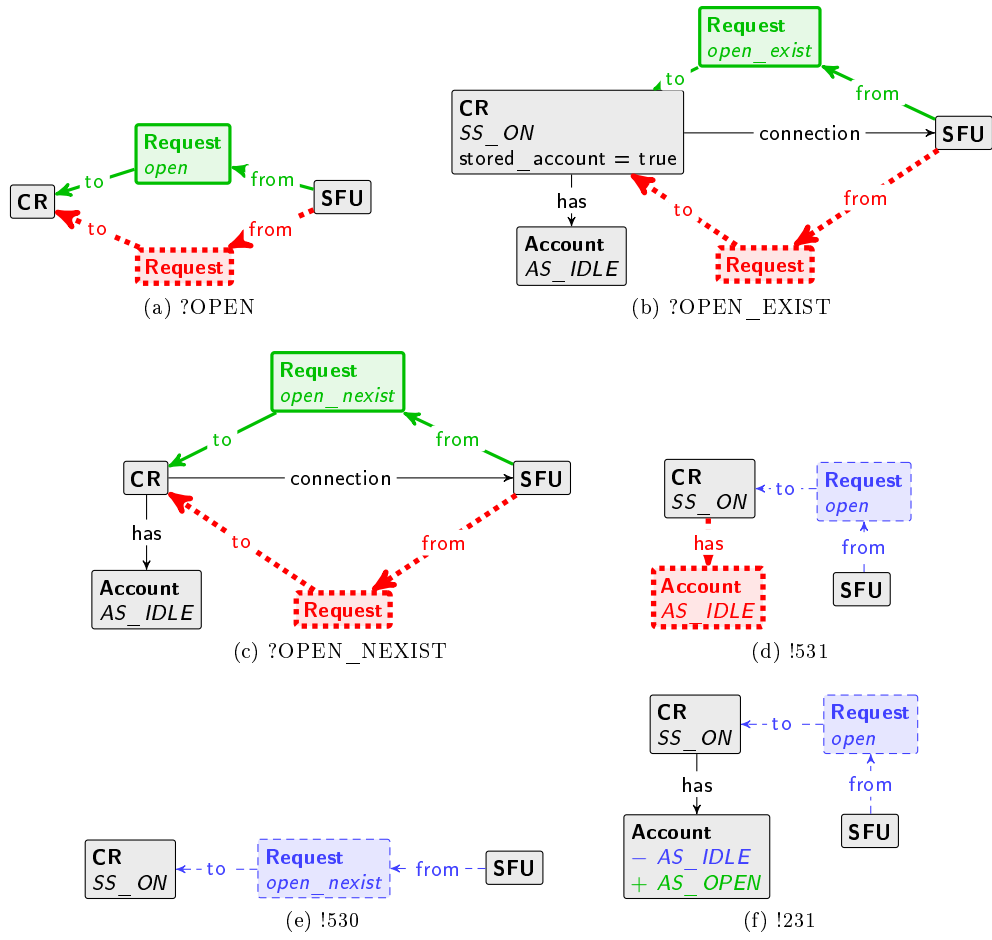 Request
open
to
from
CR
SFU
to
from
Request
(a) ?OPEN
Request
open_exist
to
from
CR
SS_ON
stored_account = true
connection
SFU
has
to
from
Account
AS_IDLE
Request
(b) ?OPEN_EXIST
Request
open_nexist
to
from
CR
connection
SFU
has
to
from
Account
AS_IDLE
Request
(c) ?OPEN_NEXIST
CR
SS_ON
to
Request
open
has
from
Account
AS_IDLE
SFU
(d) !531
CR
SS_ON
to
Request
open_nexist
from
SFU
(e) !530
CR
SS_ON
to
Request
open
has
from
Account
− AS_IDLE
+ AS_OPEN
SFU
(f) !231